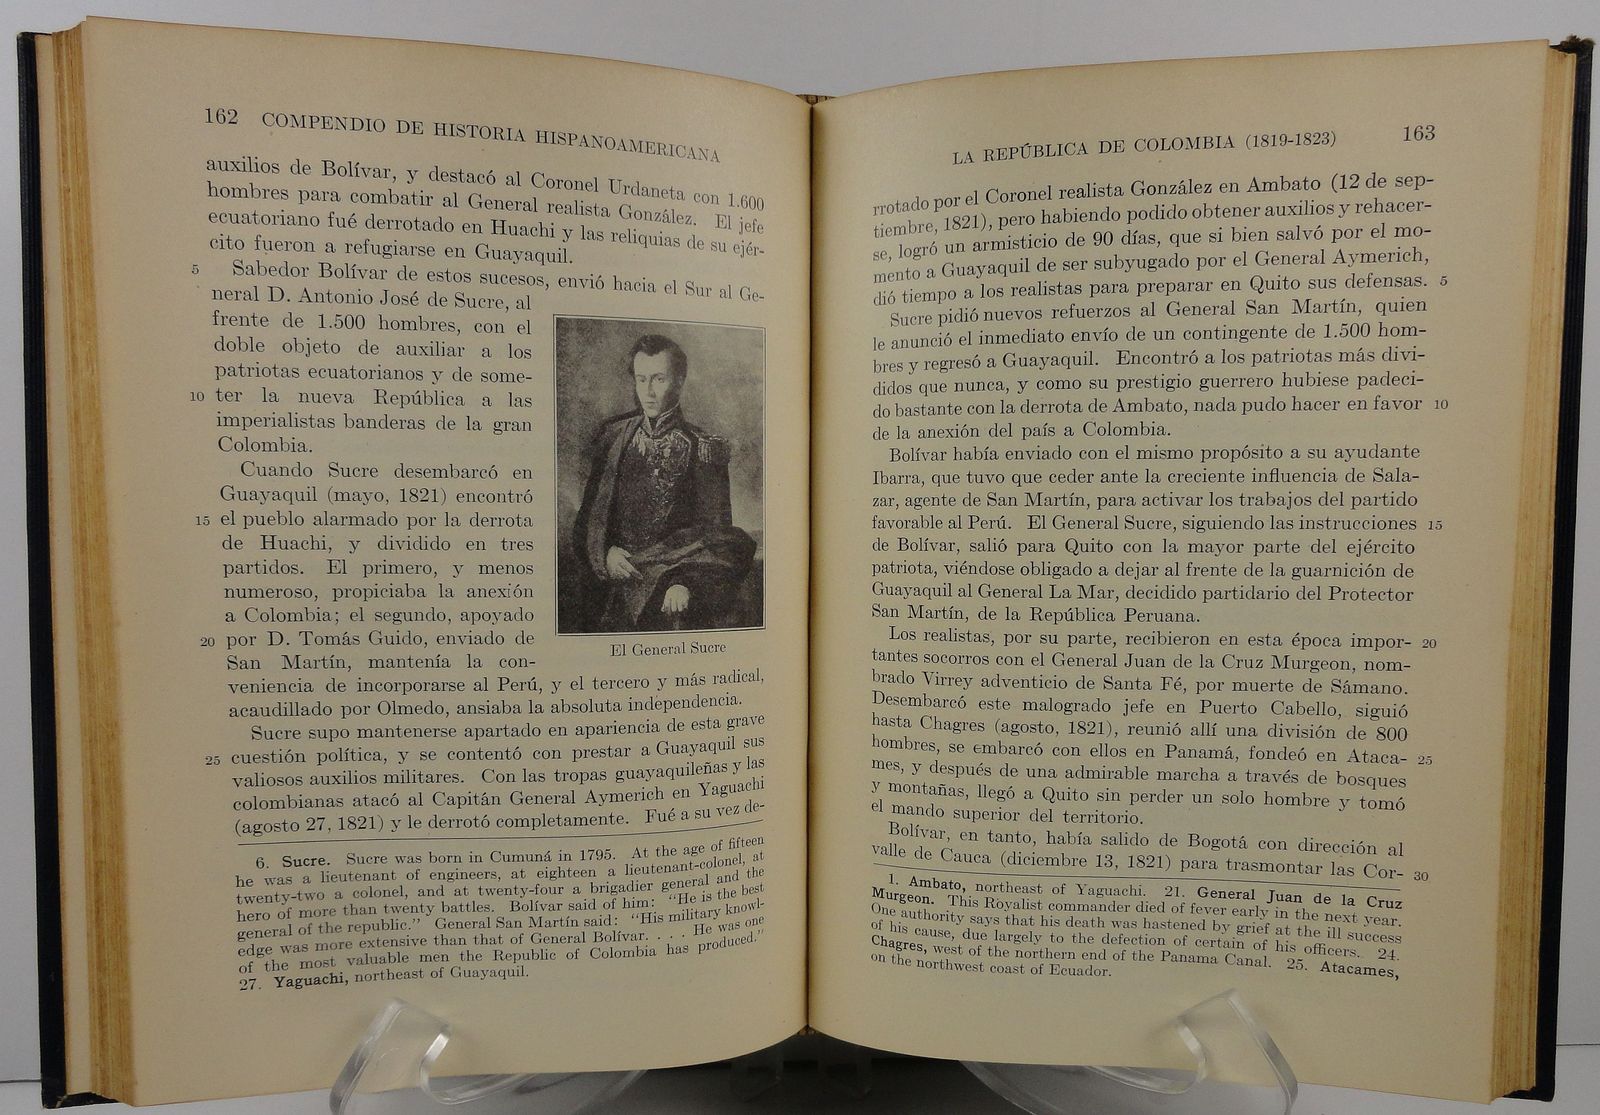 162 COMPENDIO DE HISTORIA HISPANOAMERICANA
auxilios de Bolívar, y destacó al Coronel Urdaneta con 1.600
hombres para combatir al General realista González. El jefe
ecuatoriano fué derrotado en Huachi y las reliquias de su ejér-
cito fueron a refugiarse en Guayaquil.
5 Sabedor Bolívar de estos sucesos, envió hacia el Sur al Ge-
neral D. Antonio José de Sucre, al
frente de 1.500 hombres, con el
doble objeto de auxiliar a los
patriotas ecuatorianos y de some-
10 ter la nueva República a las
imperialistas banderas de la gran
Colombia.
Cuando Sucre desembarcó en
Guayaquil (mayo, 1821) encontró
15 el pueblo alarmado por la derrota
de Huachi, y dividido en tres
partidos. El primero, y menos
numeroso, propiciaba la anexión
a Colombia; el segundo, apoyado
20 por D. Tomás Guido, enviado de
San Martín, mantenía la con-
veniencia de incorporarse al Perú, y el tercero y más radical,
acaudillado por Olmedo, ansiaba la absoluta independencia.
El General Sucre
Sucre supo mantenerse apartado en apariencia de esta grave
25 cuestión política, y se contentó con prestar a Guayaquil sus
valiosos auxilios militares. Con las tropas guayaquileñas y las
colombianas atacó al Capitán General Aymerich en Yaguachi
(agosto 27, 1821) y le derrotó completamente. Fué a su vez de-
6. Sucre. Sucre was born in Cumuná in 1795. At the age of fifteen
he was a lieutenant of engineers, at eighteen a lieutenant-colonel, at
twenty-two a colonel, and at twenty-four a brigadier general and the
hero of more than twenty battles. Bolívar said of him: "He is the best
general of the republic." General San Martín said: "His military knowl-
edge was more extensive than that of General Bolívar. . . . He was one
of the most valuable men the Republic of Colombia has produced."
27. Yaguachi, northeast of Guayaquil.
LA REPÚBLICA DE COLOMBIA (1819-1823) 163
rrotado por el Coronel realista González en Ambato (12 de sep-
tiembre, 1821), pero habiendo podido obtener auxilios y rehacer-
se, logró un armisticio de 90 días, que si bien salvó por el mo-
mento a Guayaquil de ser subyugado por el General Aymerich,
dió tiempo a los realistas para preparar en Quito sus defensas. 5
Sucre pidió nuevos refuerzos al General San Martín, quien
le anunció el inmediato envío de un contingente de 1.500 hom-
bres y regresó a Guayaquil. Encontró a los patriotas más divi-
didos que nunca, y como su prestigio guerrero hubiese padeci-
do bastante con la derrota de Ambato, nada pudo hacer en favor 10
de la anexión del país a Colombia.
Bolívar había enviado con el mismo propósito a su ayudante
Ibarra, que tuvo que ceder ante la creciente influencia de Sala-
zar, agente de San Martín, para activar los trabajos del partido
favorable al Perú. El General Sucre, siguiendo las instrucciones 15
de Bolívar, salió para Quito con la mayor parte del ejército
patriota, viéndose obligado a dejar al frente de la guarnición de
Guayaquil al General La Mar, decidido partidario del Protector
San Martín, de la República Peruana.
Los realistas, por su parte, recibieron en esta época impor- 20
tantes socorros con el General Juan de la Cruz Murgeon, nom-
brado Virrey adventicio de Santa Fé, por muerte de Sámano.
Desembarcó este malogrado jefe en Puerto Cabello, siguió
hasta Chagres (agosto, 1821), reunió allí una división de 800
hombres, se embarcó con ellos en Panamá, fondeó en Ataca- 25
mes, y después de una admirable marcha a través de bosques
y montañas, llegó a Quito sin perder un solo hombre y tomó
el mando superior del territorio.
Bolívar, en tanto, había salido de Bogotá con dirección al
valle de Cauca (diciembre 13, 1821) para trasmontar las Cor- 30
1. Ambato, northeast of Yaguachi. 21. General Juan de la Cruz
Murgeon. This Royalist commander died of fever early in the next year.
One authority says that his death was hastened by grief at the ill success
of his cause, due largely to the defection of certain of his officers. 24.
Chagres, west of the northern end of the Panama Canal. 25. Atacames,
on the northwest coast of Ecuador.